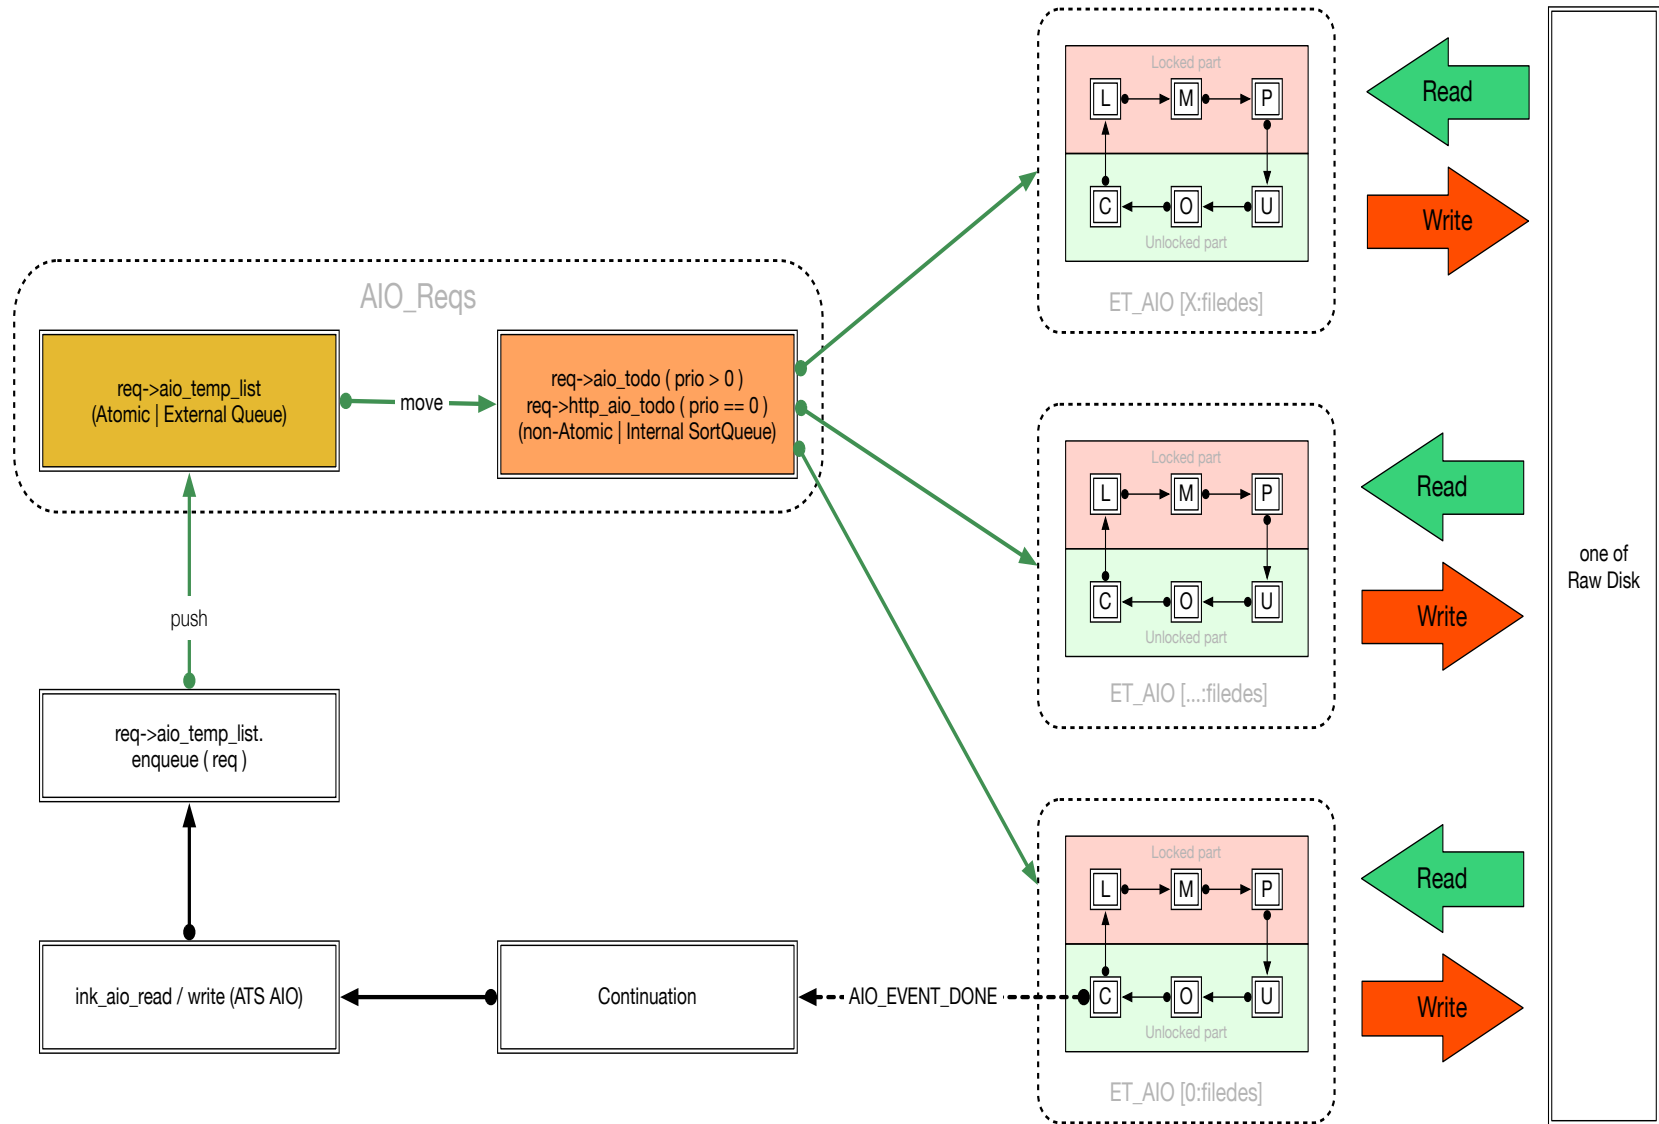 AIO_Reqs
req->aio_temp_list
(Atomic | External Queue)
move
req->aio_todo ( prio > 0 )
req->http_aio_todo ( prio == 0 )
(non-Atomic | Internal SortQueue)
push
req->aio_temp_list.
enqueue ( req )
ink_aio_read / write (ATS AIO)
Continuation
AIO_EVENT_DONE
Locked part
L M P
C O U
Unlocked part
ET_AIO [X:filedes]
Read
Write
Locked part
L M P
C O U
Unlocked part
ET_AIO [...:filedes]
Read
Write
Locked part
L M P
C O U
Unlocked part
ET_AIO [0:filedes]
Read
Write
one of
Raw Disk